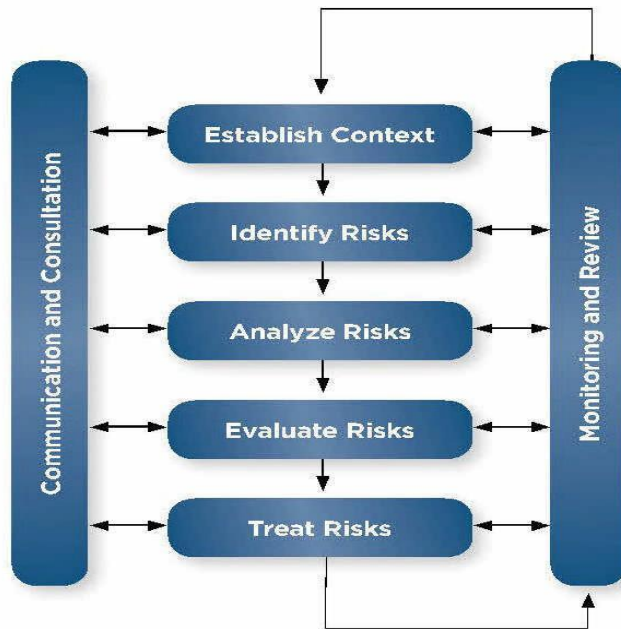 Communication and Consultation
Establish Context
Identify Risks
Analyze Risks
Evaluate Risks
Treat Risks
Monitoring and Review